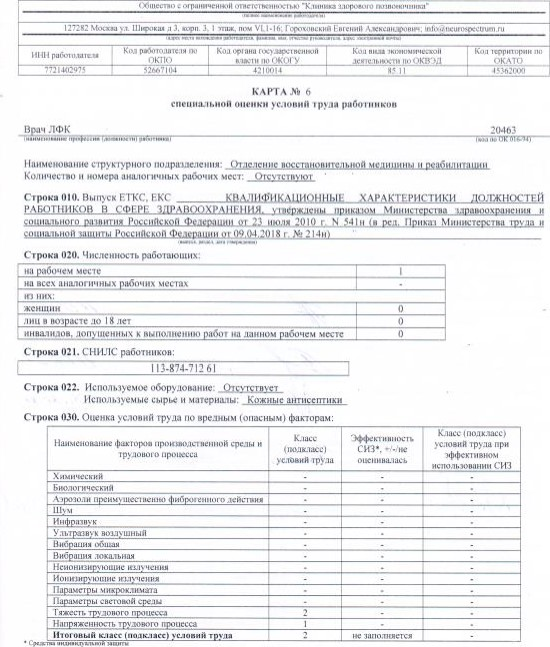 Общество с ограниченной ответственностью "Клиника здорового позвоночника"
(полное наименование работодателя)
127282 Москва ул. Широкая д 3, корп. 3, 1 этаж, пом VI,1-16; Гороховский Евгений Александрович; info@neurospectrum.ru
(адрес места нахождения работодателя, фамилия, имя, отчество руководителя, адрес электронной почты)
ИНН работодателя Код работодателя по ОКПО Код органа государственной власти по ОКОГУ Код вида экономической деятельности по ОКВЭД Код территории по ОКАТО
7721402975 52667104 4210014 85.11 45362000
КАРТА № 6
специальной оценки условий труда работников
Врач ЛФК 20463
(наименование профессии (должности) работника) (код по ОК 016-94)
Наименование структурного подразделения: Отделение восстановительной медицины и реабилитации
Количество и номера аналогичных рабочих мест: Отсутствуют
Строка 010. Выпуск ЕТКС, ЕКС КВАЛИФИКАЦИОННЫЕ ХАРАКТЕРИСТИКИ ДОЛЖНОСТЕЙ
РАБОТНИКОВ В СФЕРЕ ЗДРАВООХРАНЕНИЯ, утверждены приказом Министерства здравоохранения и
социального развития Российской Федерации от 23 июля 2010 г. N 541н (в ред. Приказ Министерства труда и
социальной защиты Российской Федерации от 09.04.2018 г. № 214н)
(выпуск, раздел, дата утверждения)
Строка 020. Численность работающих:
на рабочем месте 1
на всех аналогичных рабочих местах -
из них:
женщин 0
лиц в возрасте до 18 лет 0
инвалидов, допущенных к выполнению работ на данном рабочем месте 0
Строка 021. СНИЛС работников:
113-874-712 61
Строка 022. Используемое оборудование: Отсутствует
Используемые сырье и материалы: Кожные антисептики
Строка 030. Оценка условий труда по вредным (опасным) факторам:
Наименование факторов производственной среды и трудового процесса Класс (подкласс) условий труда Эффективность СИЗ*, +/-/не оценивалась Класс (подкласс) условий труда при эффективном использовании СИЗ
Химический - - -
Биологический - - -
Аэрозоли преимущественно фиброгенного действия - - -
Шум - - -
Инфразвук - - -
Ультразвук воздушный - - -
Вибрация общая - - -
Вибрация локальная - - -
Неионизирующие излучения - - -
Ионизирующие излучения - - -
Параметры микроклимата - - -
Параметры световой среды - - -
Тяжесть трудового процесса 2 - -
Напряженность трудового процесса 1 - -
Итоговый класс (подкласс) условий труда 2 не заполняется -
* Средства индивидуальной защиты